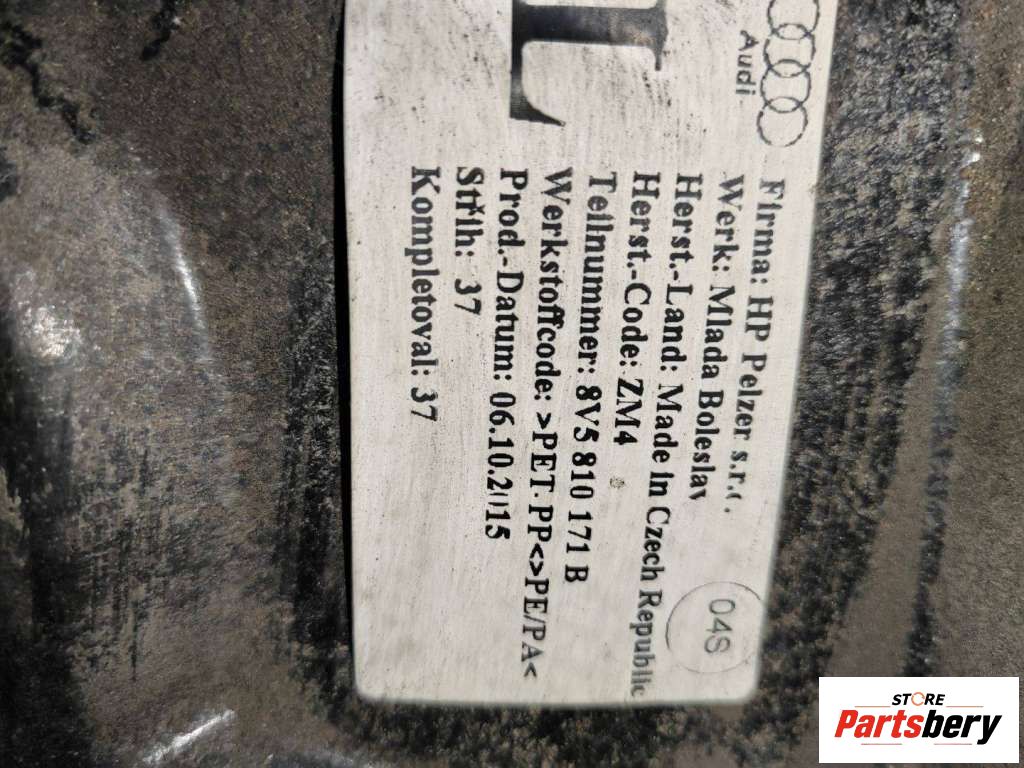 Audi
L
Firma: HP Pelzer s.r.o.
Werk: Mlada Boleslav
Herst.-Land: Made in Czech Republic
Herst.-Code: ZM4
Teilnummer: 8V5 810 171 B
Werkstoffcode: >PET-PP<>PE/PA<
Prod.-Datum: 06.10.2015
Střih: 37
Kompletoval: 37
04S
STORE
Partsbery